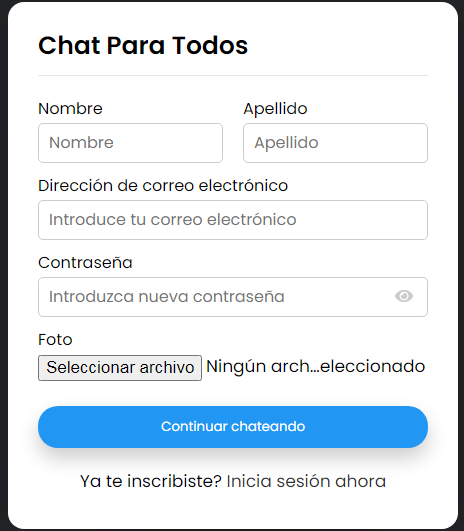 Chat Para Todos
Nombre Apellido
Nombre Apellido
Dirección de correo electrónico
Introduce tu correo electrónico
Contraseña
Introduzca nueva contraseña
Foto
Seleccionar archivo Ningún arch...eleccionado
Continuar chateando
Ya te inscribiste? Inicia sesión ahora